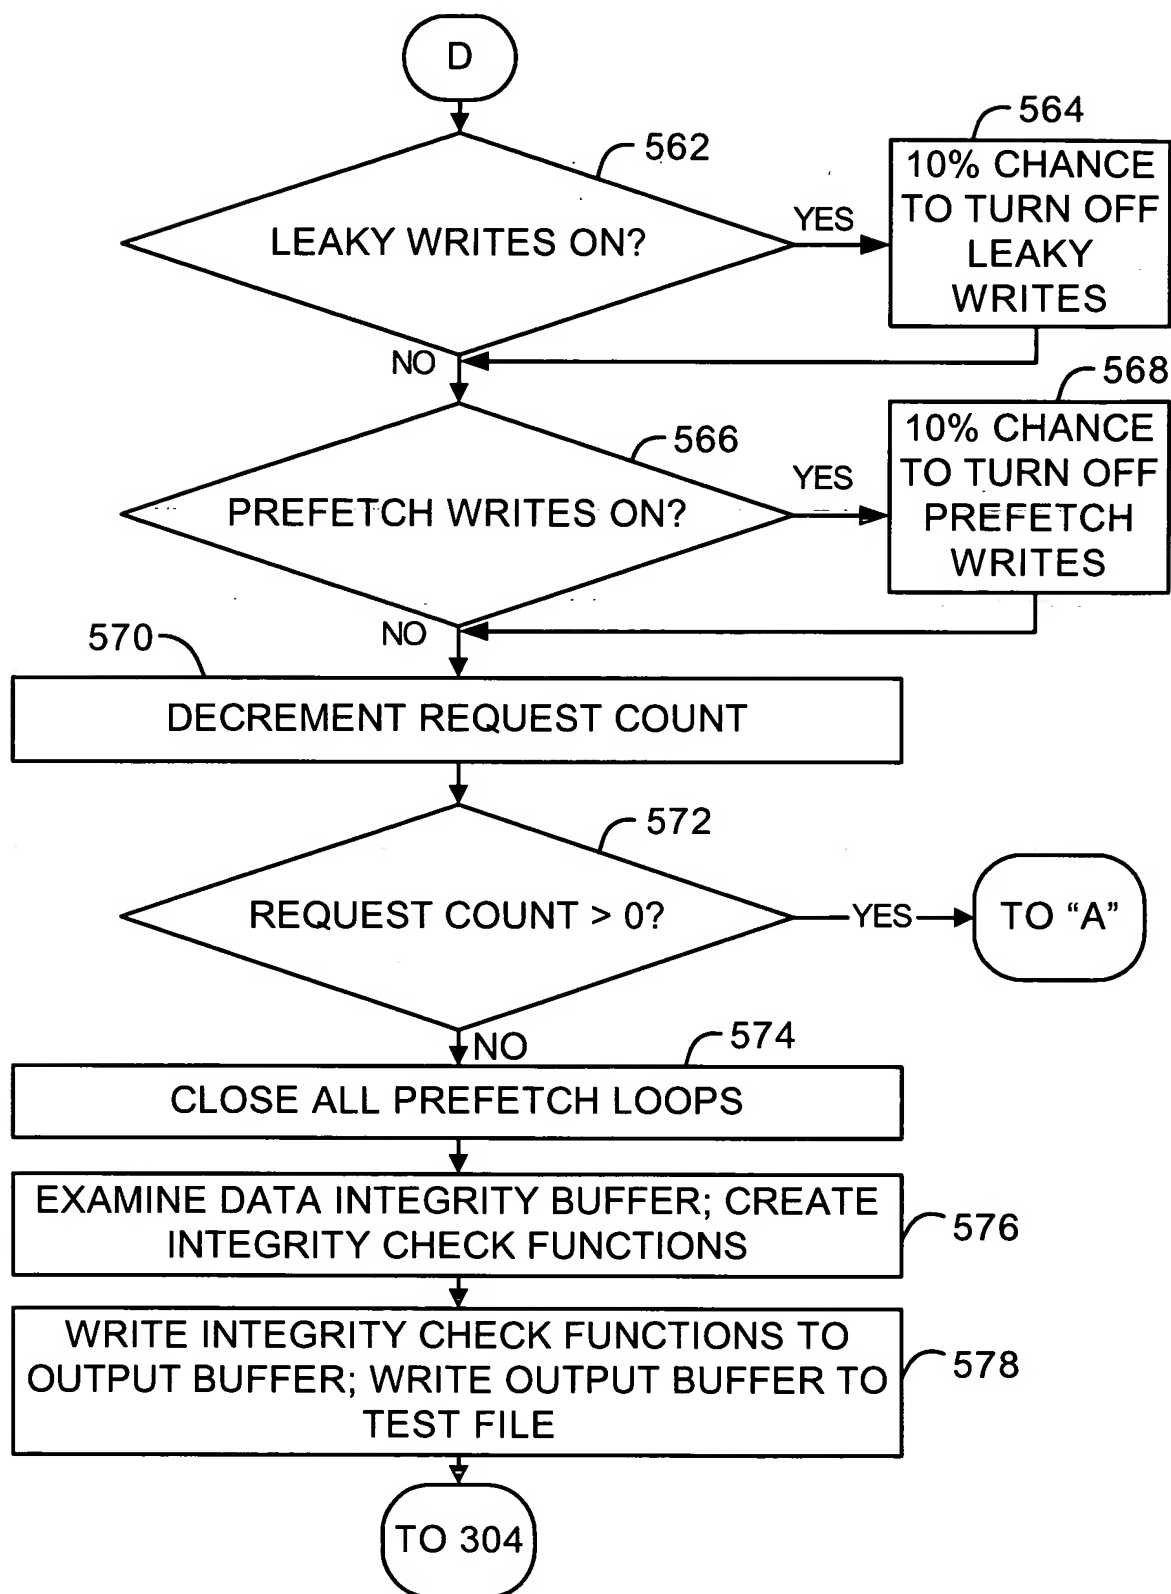 D
562
LEAKY WRITES ON?
YES
564
10% CHANCE
TO TURN OFF
LEAKY
WRITES
NO
566
PREFETCH WRITES ON?
YES
568
10% CHANCE
TO TURN OFF
PREFETCH
WRITES
NO
570
DECREMENT REQUEST COUNT
572
REQUEST COUNT > 0?
YES
TO “A”
NO
574
CLOSE ALL PREFETCH LOOPS
EXAMINE DATA INTEGRITY BUFFER; CREATE
INTEGRITY CHECK FUNCTIONS
576
WRITE INTEGRITY CHECK FUNCTIONS TO
OUTPUT BUFFER; WRITE OUTPUT BUFFER TO
TEST FILE
578
TO 304